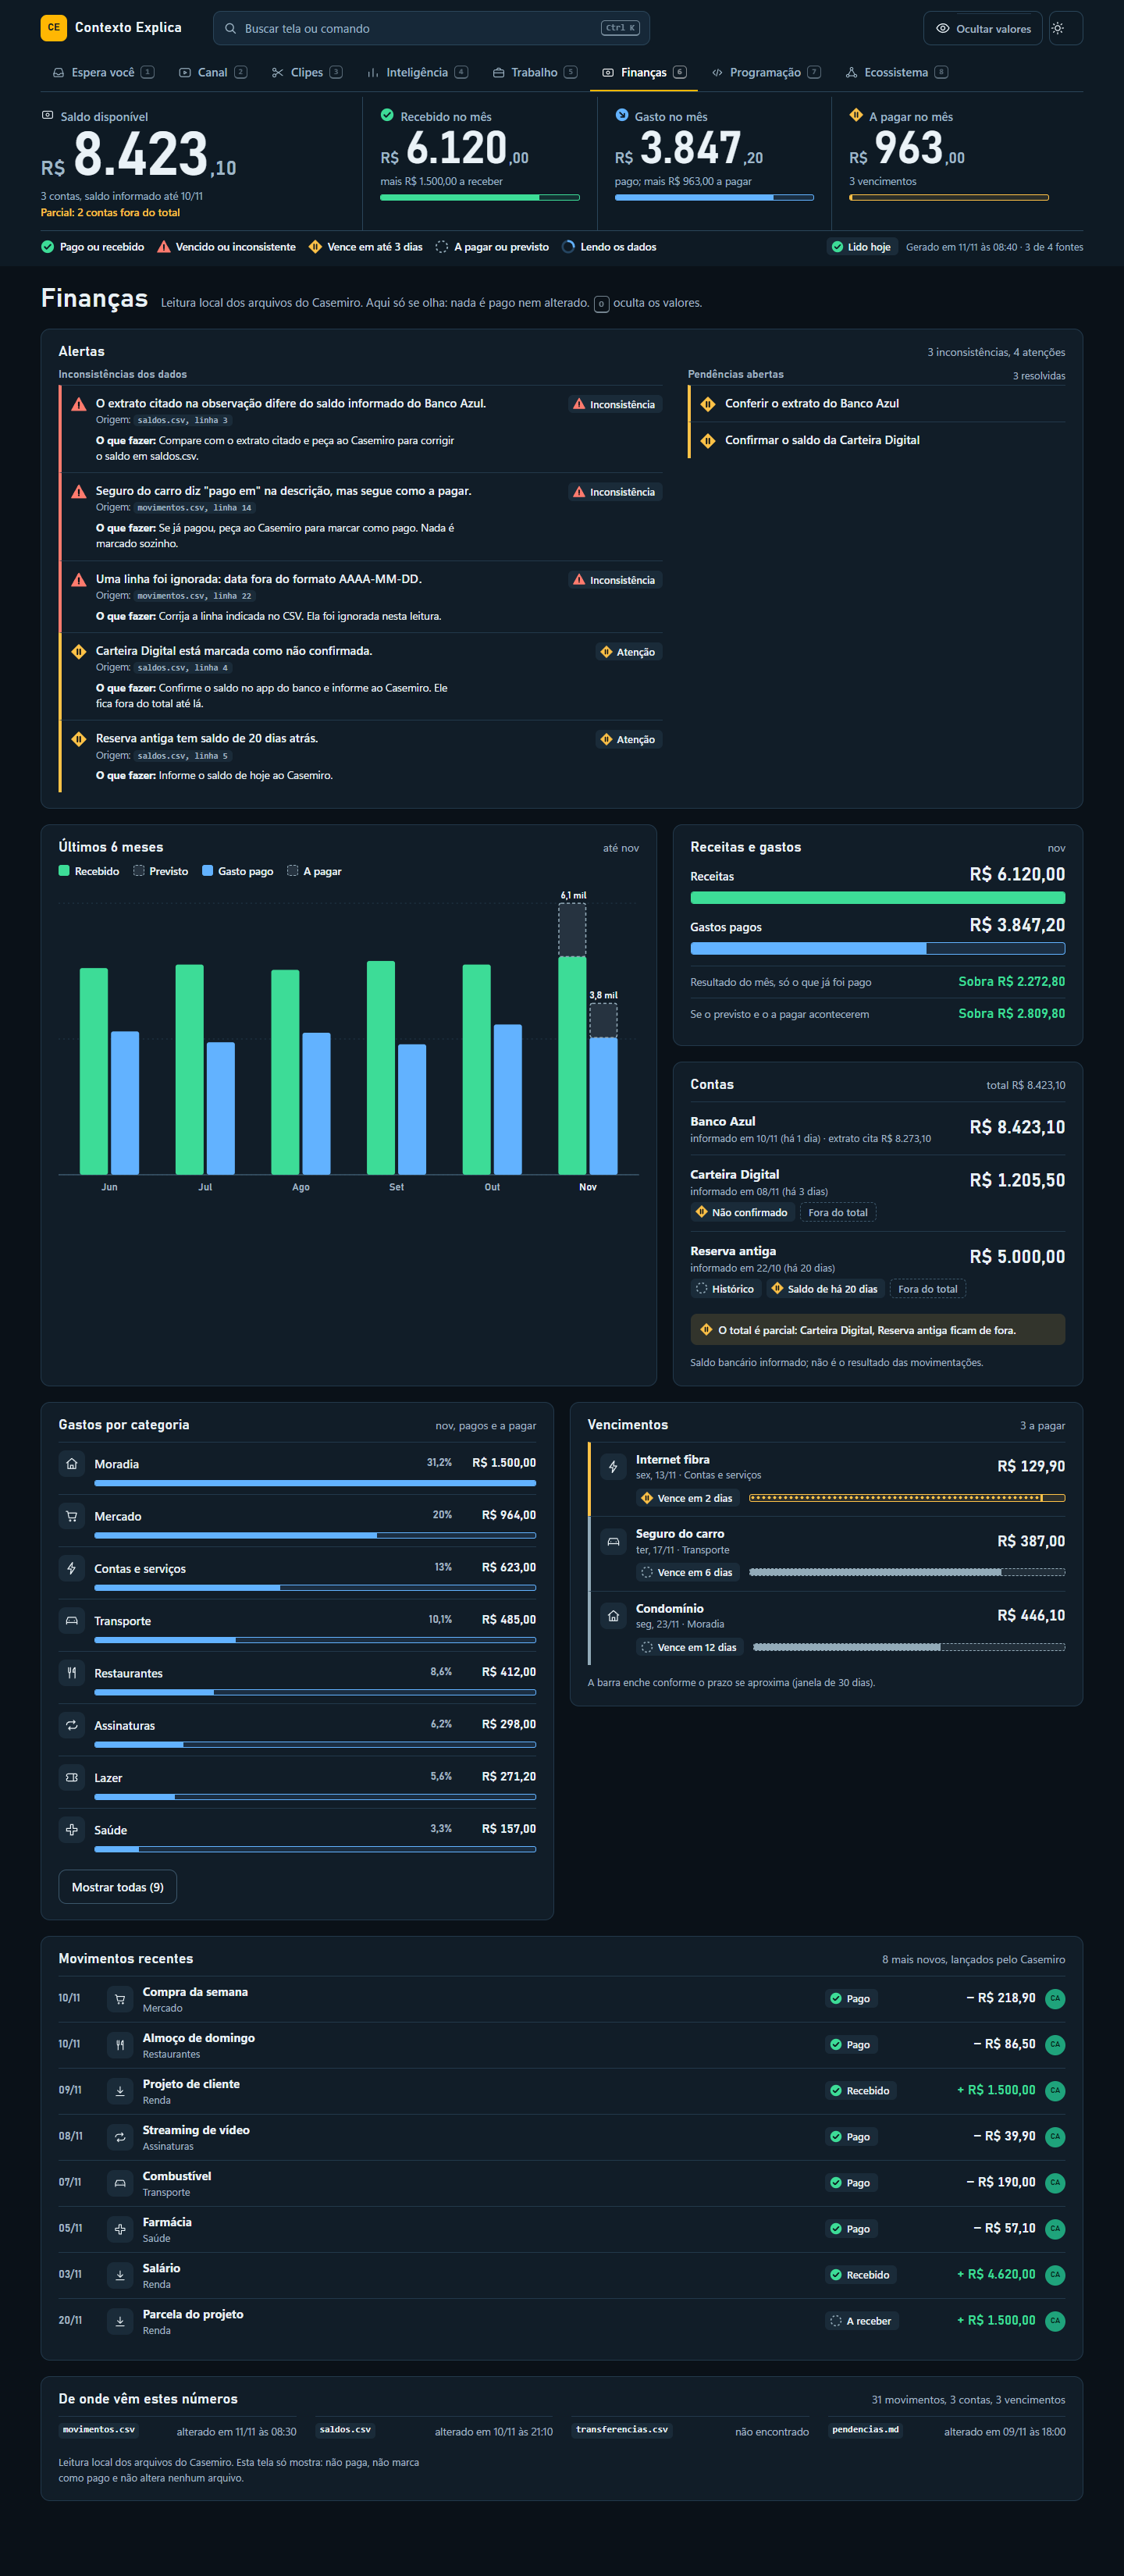 CE Contexto Explica
Buscar tela ou comando Ctrl K
Ocultar valores
Espera você 1
Canal 2
Clipes 3
Inteligência 4
Trabalho 5
Finanças 6
Programação 7
Ecossistema 8
Saldo disponível
R$ 8.423,10
3 contas, saldo informado até 10/11
Parcial: 2 contas fora do total
Recebido no mês
R$ 6.120,00
mais R$ 1.500,00 a receber
Gasto no mês
R$ 3.847,20
pago; mais R$ 963,00 a pagar
A pagar no mês
R$ 963,00
3 vencimentos
Pago ou recebido
Vencido ou inconsistente
Vence em até 3 dias
A pagar ou previsto
Lendo os dados
Lido hoje
Gerado em 11/11 às 08:40 · 3 de 4 fontes
Finanças
Leitura local dos arquivos do Casemiro. Aqui só se olha: nada é pago nem alterado. O oculta os valores.
Alertas
3 inconsistências, 4 atenções
Inconsistências dos dados
O extrato citado na observação difere do saldo informado do Banco Azul.
Inconsistência
Origem: saldos.csv, linha 3
O que fazer: Compare com o extrato citado e peça ao Casemiro para corrigir
o saldo em saldos.csv.
Seguro do carro diz "pago em" na descrição, mas segue como a pagar.
Inconsistência
Origem: movimentos.csv, linha 14
O que fazer: Se já pagou, peça ao Casemiro para marcar como pago. Nada é
marcado sozinho.
Uma linha foi ignorada: data fora do formato AAAA-MM-DD.
Inconsistência
Origem: movimentos.csv, linha 22
O que fazer: Corrija a linha indicada no CSV. Ela foi ignorada nesta leitura.
Carteira Digital está marcada como não confirmada.
Atenção
Origem: saldos.csv, linha 4
O que fazer: Confirme o saldo no app do banco e informe ao Casemiro. Ele
fica fora do total até lá.
Reserva antiga tem saldo de 20 dias atrás.
Atenção
Origem: saldos.csv, linha 5
O que fazer: Informe o saldo de hoje ao Casemiro.
Pendências abertas
3 resolvidas
Conferir o extrato do Banco Azul
Confirmar o saldo da Carteira Digital
Últimos 6 meses
até nov
Recebido
Previsto
Gasto pago
A pagar
6,1 mil
3,8 mil
Jun
Jul
Ago
Set
Out
Nov
Receitas e gastos
nov
Receitas R$ 6.120,00
Gastos pagos R$ 3.847,20
Resultado do mês, só o que já foi pago Sobra R$ 2.272,80
Se o previsto e o a pagar acontecerem Sobra R$ 2.809,80
Contas
total R$ 8.423,10
Banco Azul R$ 8.423,10
informado em 10/11 (há 1 dia) · extrato cita R$ 8.273,10
Carteira Digital R$ 1.205,50
informado em 08/11 (há 3 dias)
Não confirmado
Fora do total
Reserva antiga R$ 5.000,00
informado em 22/10 (há 20 dias)
Histórico
Saldo de há 20 dias
Fora do total
O total é parcial: Carteira Digital, Reserva antiga ficam de fora.
Saldo bancário informado; não é o resultado das movimentações.
Gastos por categoria
nov, pagos e a pagar
Moradia 31,2% R$ 1.500,00
Mercado 20% R$ 964,00
Contas e serviços 13% R$ 623,00
Transporte 10,1% R$ 485,00
Restaurantes 8,6% R$ 412,00
Assinaturas 6,2% R$ 298,00
Lazer 5,6% R$ 271,20
Saúde 3,3% R$ 157,00
Mostrar todas (9)
Vencimentos
3 a pagar
Internet fibra R$ 129,90
sex, 13/11 · Contas e serviços
Vence em 2 dias
Seguro do carro R$ 387,00
ter, 17/11 · Transporte
Vence em 6 dias
Condomínio R$ 446,10
seg, 23/11 · Moradia
Vence em 12 dias
A barra enche conforme o prazo se aproxima (janela de 30 dias).
Movimentos recentes
8 mais novos, lançados pelo Casemiro
10/11 Compra da semana Pago − R$ 218,90 CA
Mercado
10/11 Almoço de domingo Pago − R$ 86,50 CA
Restaurantes
09/11 Projeto de cliente Recebido + R$ 1.500,00 CA
Renda
08/11 Streaming de vídeo Pago − R$ 39,90 CA
Assinaturas
07/11 Combustível Pago − R$ 190,00 CA
Transporte
05/11 Farmácia Pago − R$ 57,10 CA
Saúde
03/11 Salário Recebido + R$ 4.620,00 CA
Renda
20/11 Parcela do projeto A receber + R$ 1.500,00 CA
Renda
De onde vêm estes números
31 movimentos, 3 contas, 3 vencimentos
movimentos.csv alterado em 11/11 às 08:30
saldos.csv alterado em 10/11 às 21:10
transferencias.csv não encontrado
pendencias.md alterado em 09/11 às 18:00
Leitura local dos arquivos do Casemiro. Esta tela só mostra: não paga, não marca
como pago e não altera nenhum arquivo.